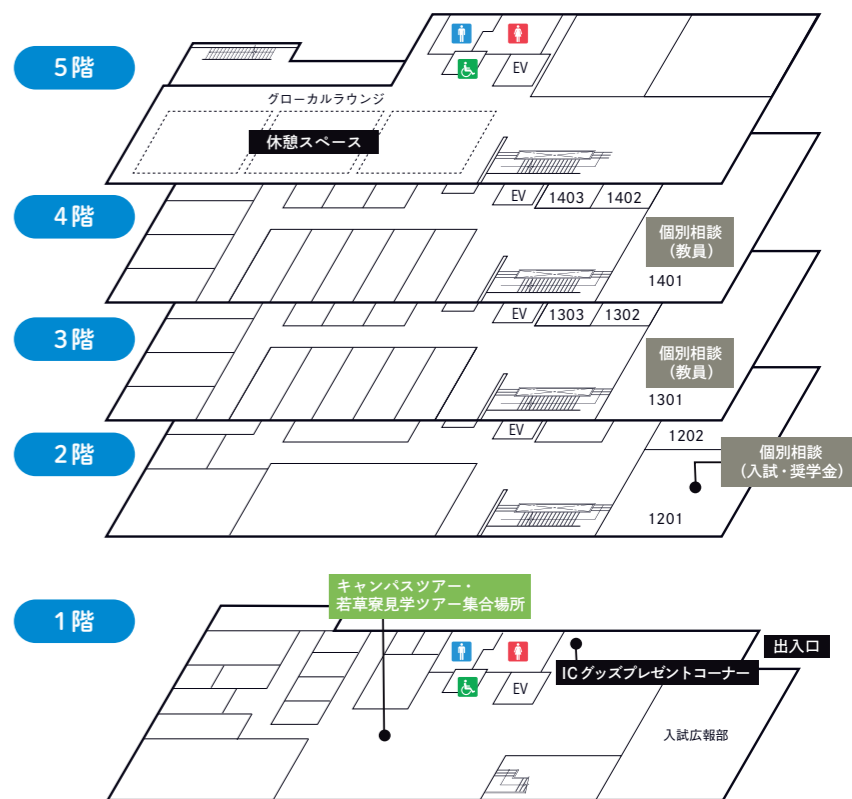 5階
EV
グローカルラウンジ
休憩スペース
4階
EV
1403
1402
個別相談
（教員）
1401
3階
EV
1303
1302
個別相談
（教員）
1301
2階
EV
1202
個別相談
（入試・奨学金）
1201
1階
キャンパスツアー・
若草寮見学ツアー集合場所
出入口
EV
ICグッズプレゼントコーナー
入試広報部